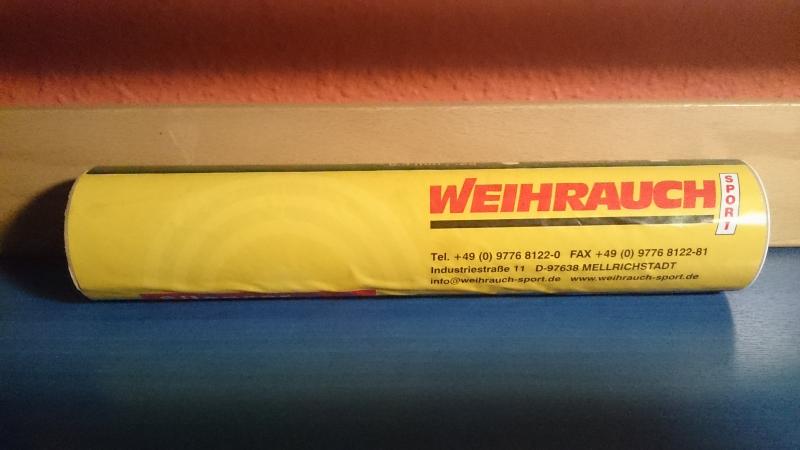 WEIHRAUCH
SPORT
Tel. +49 (0) 9776 8122-0 FAX +49 (0) 9776 8122-81
Industriestraße 11 D-97638 MELLRICHSTADT
info@weihrauch-sport.de www.weihrauch-sport.de